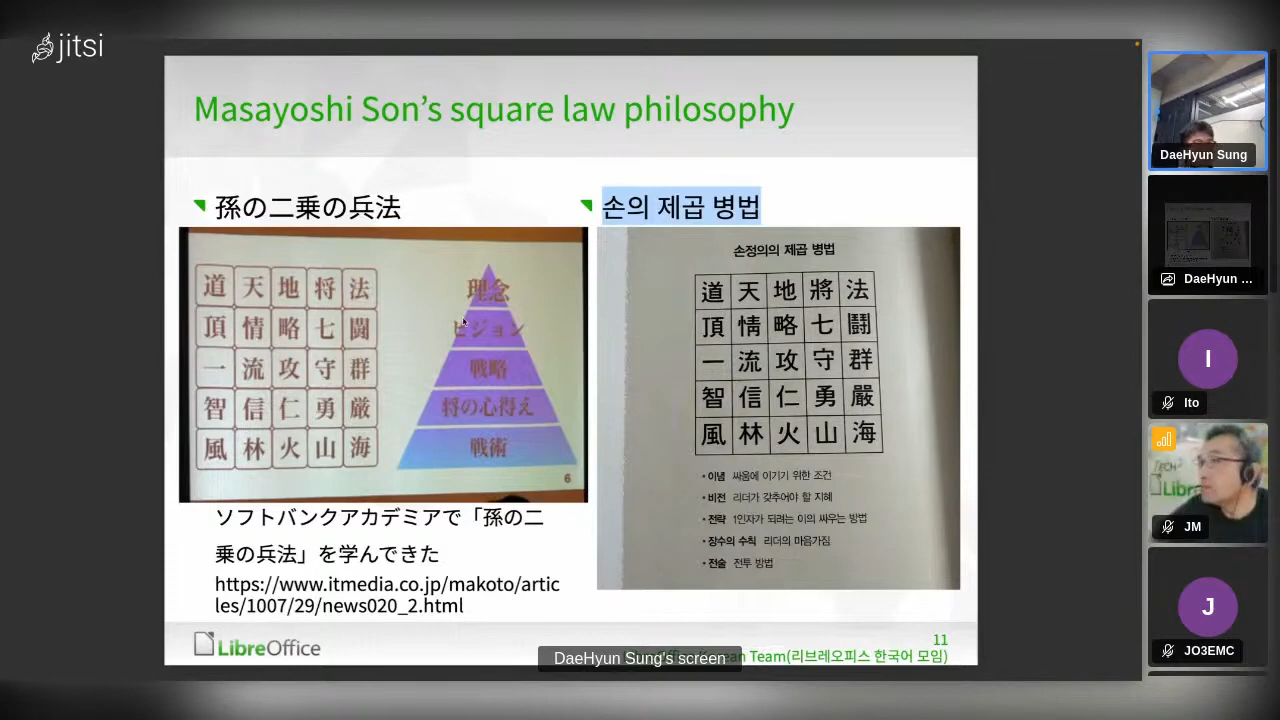 jitsi
Masayoshi Son’s square law philosophy
孫の二乗の兵法
道 天 地 将 法
頂 情 略 七 闘
一 流 攻 守 群
智 信 仁 勇 厳
風 林 火 山 海
理念
ビジョン
戦略
将の心得え
戦術
6
ソフトバンクアカデミアで「孫の二
乗の兵法」を学んできた
https://www.itmedia.co.jp/makoto/artic
les/1007/29/news020_2.html
손의 제곱 병법
손정의의 제곱 병법
道 天 地 將 法
頂 情 略 七 鬪
一 流 攻 守 群
智 信 仁 勇 嚴
風 林 火 山 海
•이념 싸움에 이기기 위한 조건
•비전 리더가 갖추어야 할 지혜
•전략 1인자가 되려는 이의 싸우는 방법
•장수의 수칙 리더의 마음가짐
•전술 전투 방법
LibreOffice
11
Team(리브레오피스 한국어 모임)
DaeHyun Sung's screen
DaeHyun Sung
DaeHyun ...
I
Ito
JM
J
JO3EMC